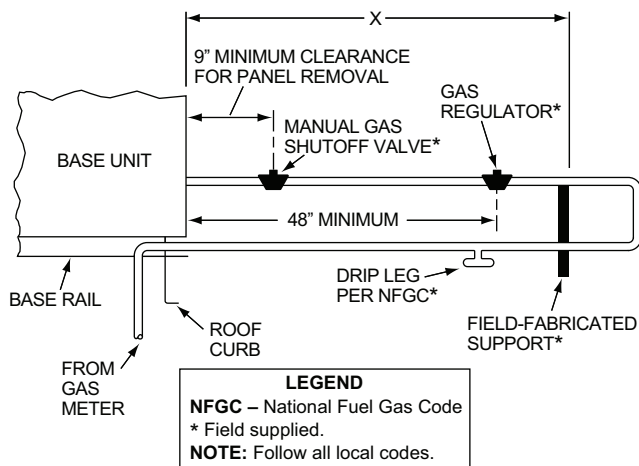 X
9" MINIMUM CLEARANCE
FOR PANEL REMOVAL
GAS
REGULATOR*
MANUAL GAS
SHUTOFF VALVE*
BASE UNIT
48" MINIMUM
BASE RAIL
DRIP LEG
PER NFGC*
FIELD-FABRICATED
SUPPORT*
ROOF
CURB
FROM
GAS
METER
LEGEND
NFGC – National Fuel Gas Code
* Field supplied.
NOTE: Follow all local codes.